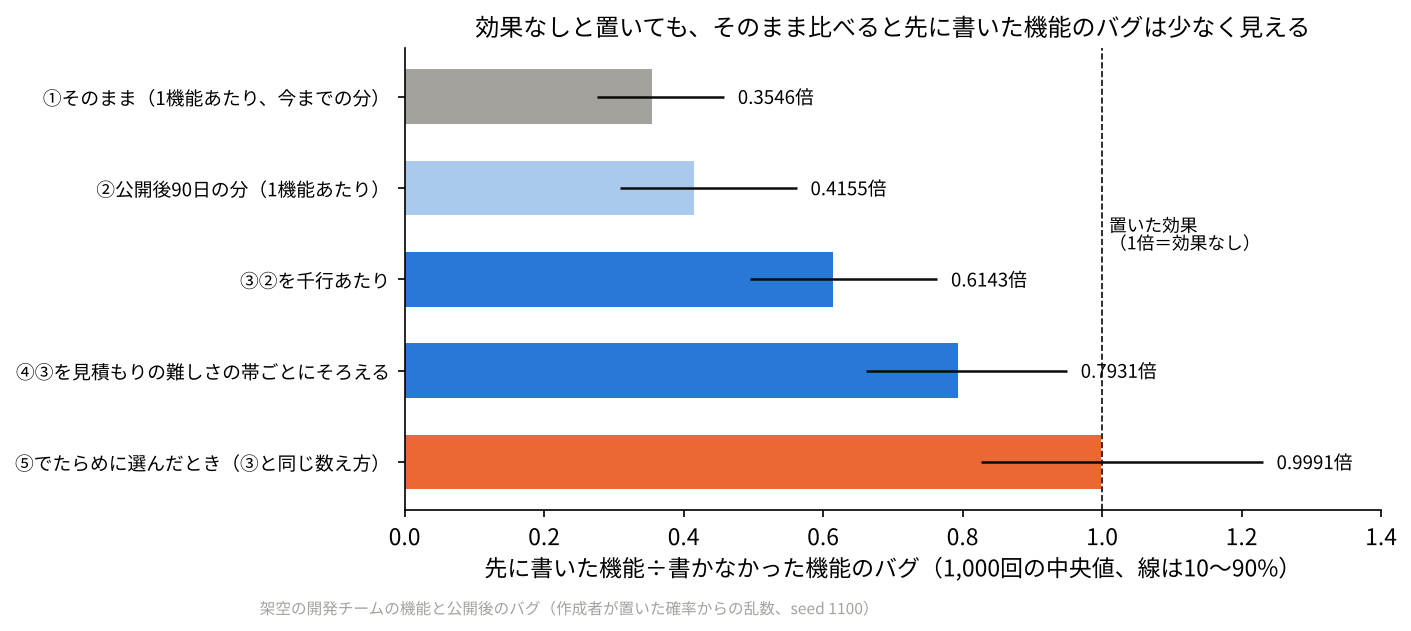 効果なしと置いても、そのまま比べると先に書いた機能のバグは少なく見える
①そのまま（1機能あたり、今までの分）
0.3546倍
②公開後90日の分（1機能あたり）
0.4155倍
置いた効果
（1倍＝効果なし）
③②を千行あたり
0.6143倍
④③を見積もりの難しさの帯ごとにそろえる
0.7931倍
⑤でたらめに選んだとき（③と同じ数え方）
0.9991倍
0.0 0.2 0.4 0.6 0.8 1.0 1.2 1.4
先に書いた機能÷書かなかった機能のバグ（1,000回の中央値、線は10〜90%）
架空の開発チームの機能と公開後のバグ（作成者が置いた確率からの乱数、seed 1100）